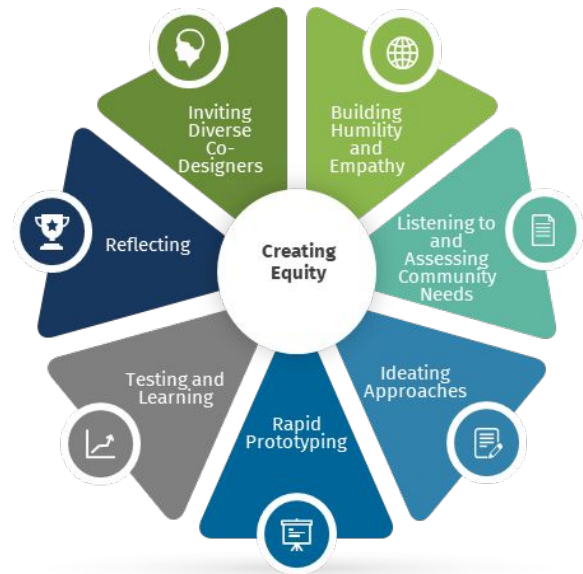 Inviting
Diverse
Co-
Designers
Building
Humility
and
Empathy
Listening to
and
Assessing
Community
Needs
Ideating
Approaches
Rapid
Prototyping
Testing and
Learning
Reflecting
Creating
Equity